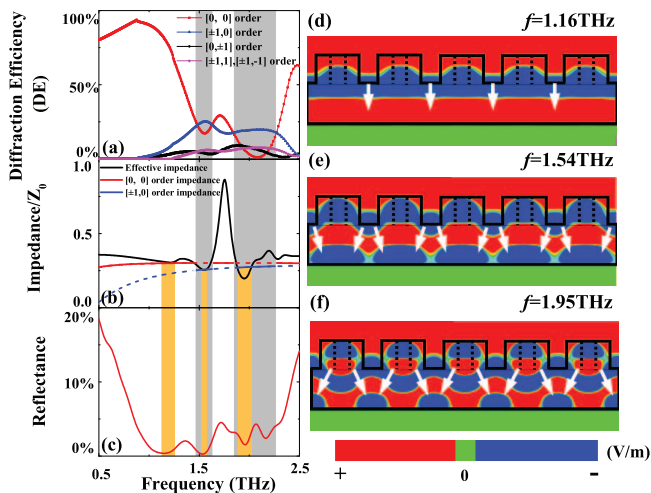 100%
75%
50%
25%
0%
Diffraction Efficiency
(DE)
[0, 0] order
[±1,0] order
[0,±1] order
[±1,1],[±1,-1] order
(a)
1.0
0.5
0.0
Impedance/Z0
Effective impedance
[0, 0] order impedance
[±1,0] order impedance
(b)
20%
10%
0%
Reflectance
(c)
0.5
1.5
2.5
Frequency (THz)
(d)
f=1.16THz
(e)
f=1.54THz
(f)
f=1.95THz
+
0
-
(V/m)